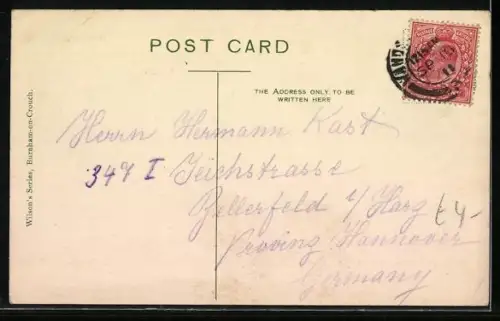 POST CARD
THE ADDRESS ONLY TO BE
WRITTEN HERE
Herrn Hermann Kast
347 I Teichstrasse
Zellerfeld i/Harz
Provinz Hannover
Germany
£4-
Wilson's Series, Burnham-on-Crouch.